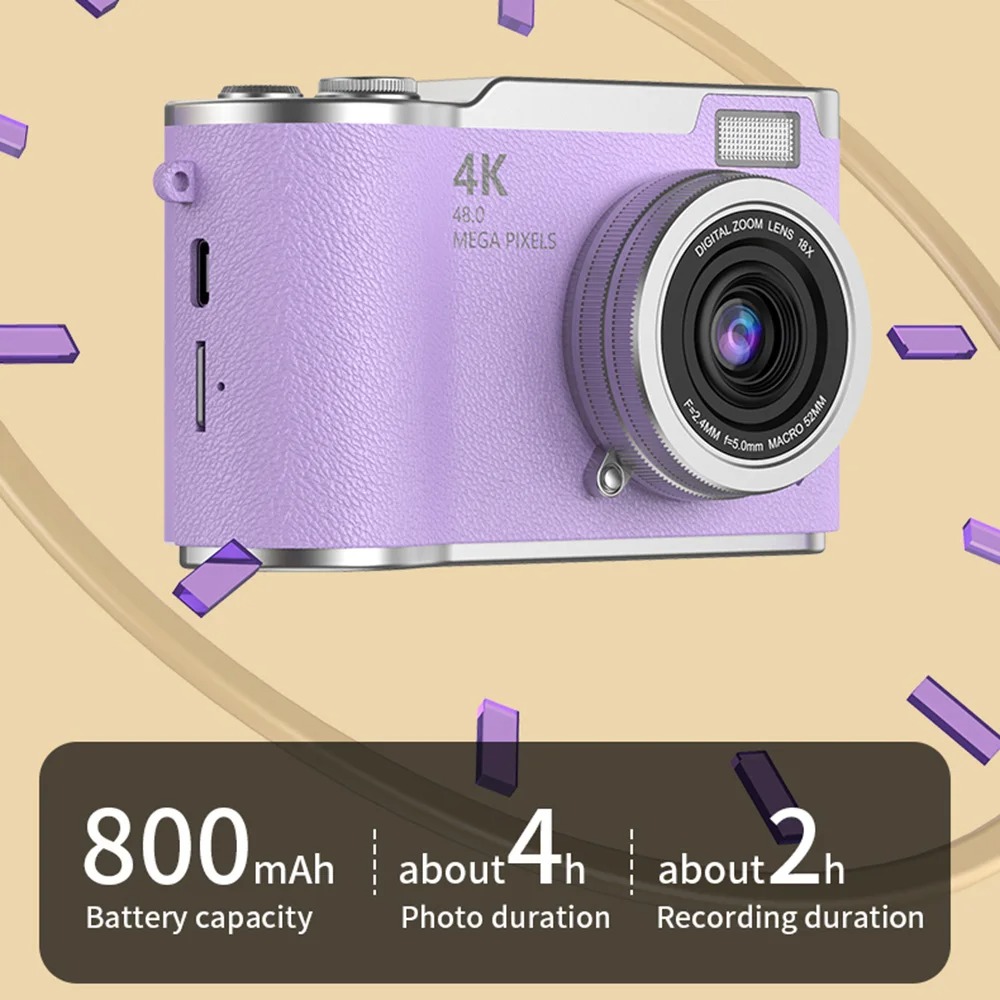 4K
48.0
MEGA PIXELS
DIGITAL ZOOM LENS 18X
F=2.4MM f=5.0mm MACRO 52MM
800mAh
Battery capacity
about4h
Photo duration
about2h
Recording duration